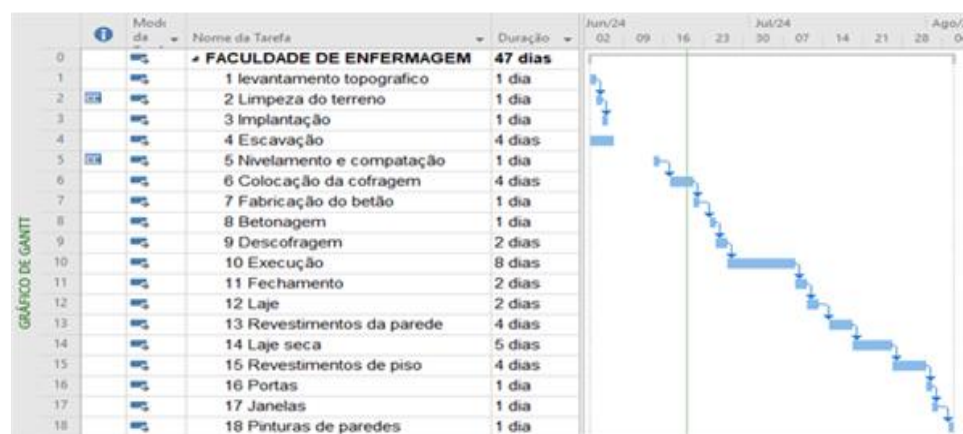 Modo da Nome da Tarefa Duração Jun/24 Jul/24 Ago/
02 09 16 23 30 07 14 21 28 0
0 FACULDADE DE ENFERMAGEM 47 dias
1 1 levantamento topografico 1 dia
2 2 Limpeza do terreno 1 dia
3 3 Implantação 1 dia
4 4 Escavação 4 dias
5 5 Nivelamento e compatação 1 dia
6 6 Colocação da cofragem 4 dias
7 7 Fabricação do betão 1 dia
8 8 Betonagem 1 dia
9 9 Descofragem 2 dias
10 10 Execução 8 dias
11 11 Fechamento 2 dias
12 12 Laje 2 dias
13 13 Revestimentos da parede 4 dias
14 14 Laje seca 5 dias
15 15 Revestimentos de piso 4 dias
16 16 Portas 1 dia
17 17 Janelas 1 dia
18 18 Pinturas de paredes 1 dia
GRÁFICO DE GANTT